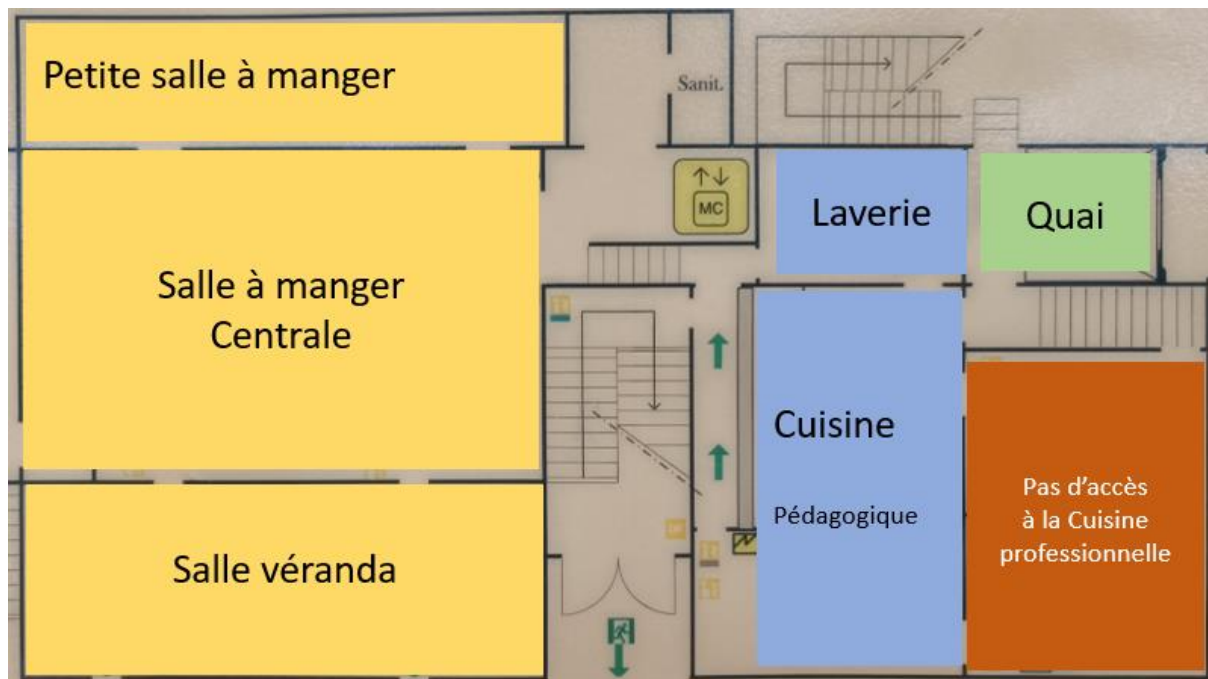 Petite salle à manger
Sanit.
MC
Laverie
Quai
Salle à manger
Centrale
Cuisine
Pédagogique
Pas d'accès
à la Cuisine
professionnelle
Salle véranda